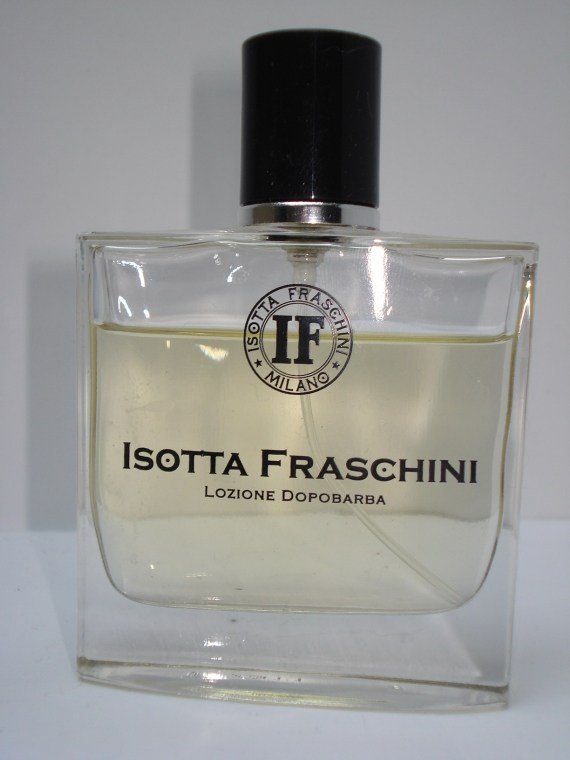 ISOTTA FRASCHINI
IF
★ MILANO ★
ISOTTA FRASCHINI
LOZIONE DOPOBARBA